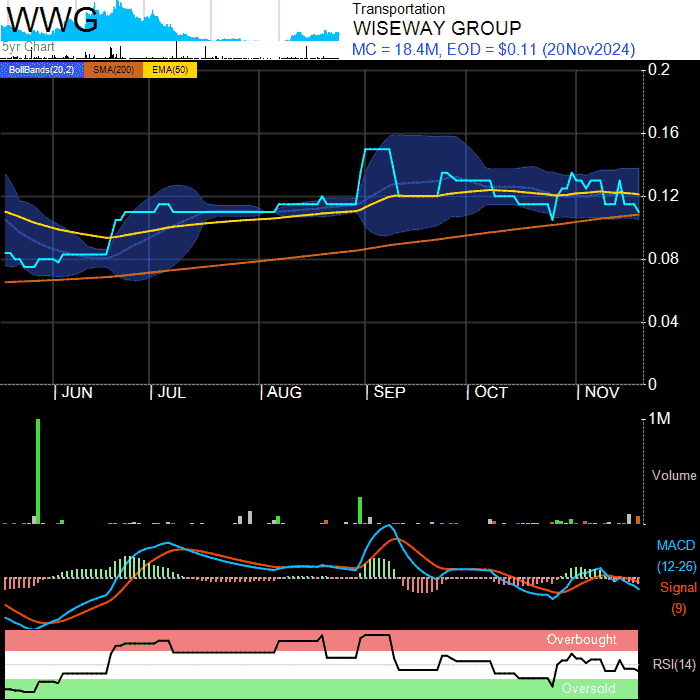 WWG
5yr Chart
Transportation
WISEWAY GROUP
MC = 18.4M, EOD = $0.11 (20Nov2024)
BollBands(20,2) SMA(200) EMA(50)
0.2
0.16
0.12
0.08
0.04
0
JUN JUL AUG SEP OCT NOV
1M
Volume
MACD
(12-26)
Signal
(9)
Overbought
RSI(14)
Oversold